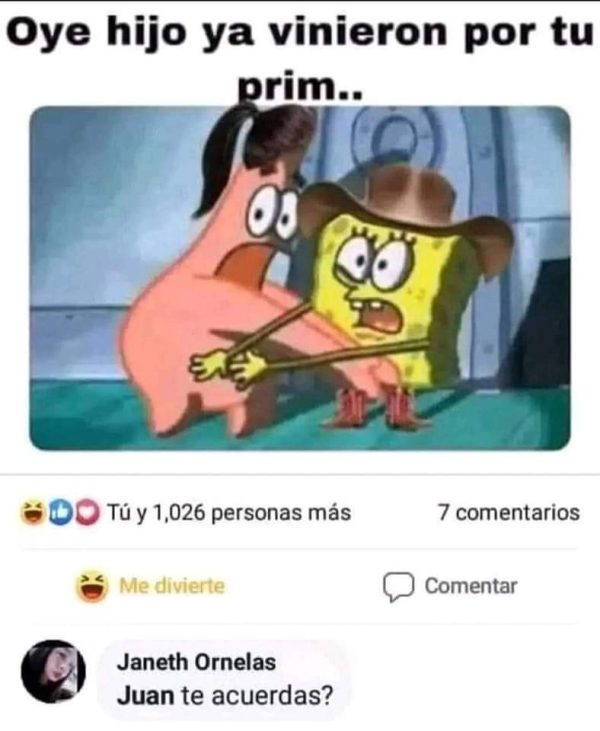 Oye hijo ya vinieron por tu
prim..
Tú y 1,026 personas más 7 comentarios
Me divierte Comentar
Janeth Ornelas
Juan te acuerdas?